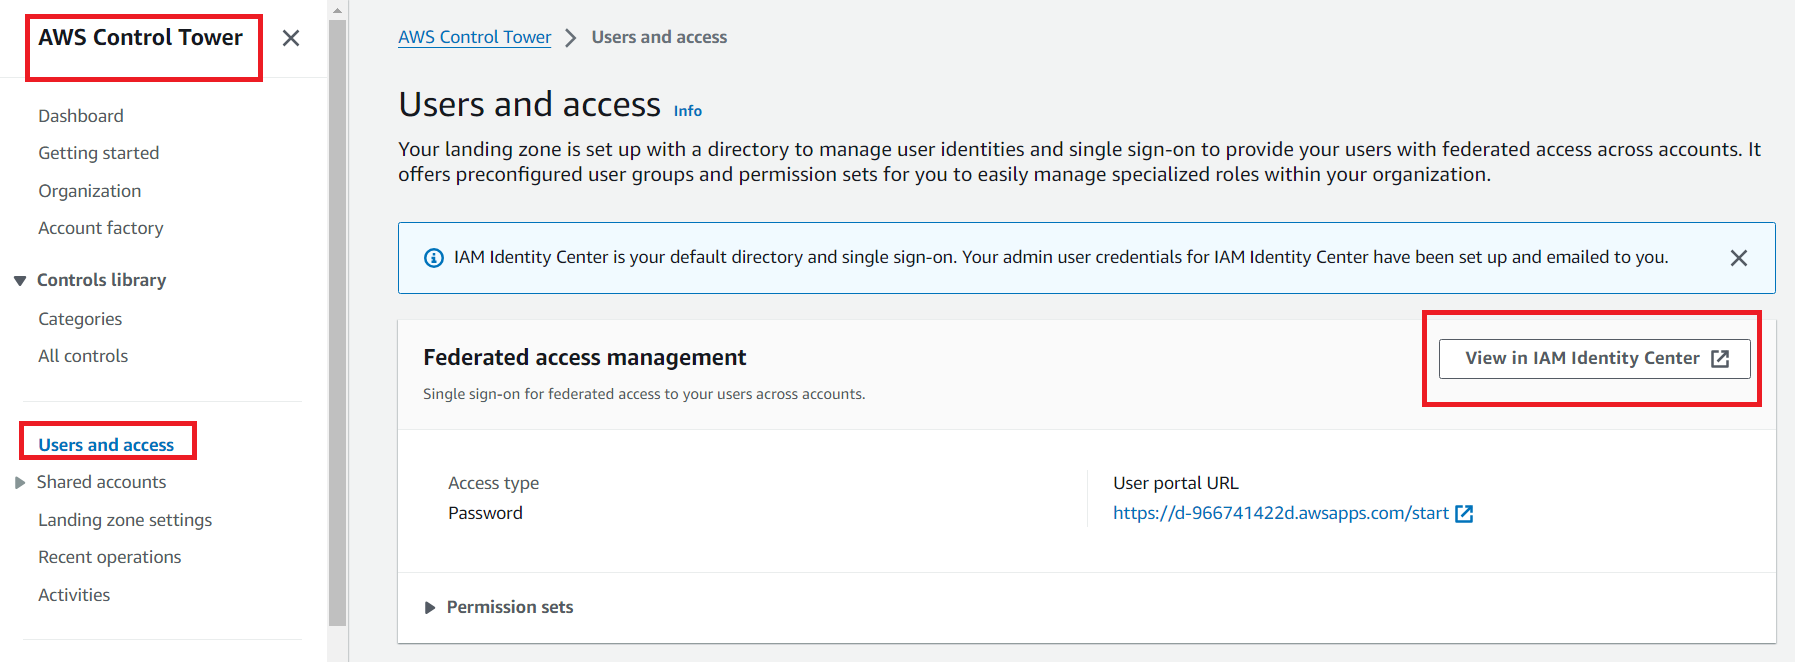 AWS Control Tower
Dashboard
Getting started
Organization
Account factory
Controls library
Categories
All controls
Users and access
Shared accounts
Landing zone settings
Recent operations
Activities
AWS Control Tower > Users and access
Users and access Info
Your landing zone is set up with a directory to manage user identities and single sign-on to provide your users with federated access across accounts. It
offers preconfigured user groups and permission sets for you to easily manage specialized roles within your organization.
IAM Identity Center is your default directory and single sign-on. Your admin user credentials for IAM Identity Center have been set up and emailed to you.
Federated access management
Single sign-on for federated access to your users across accounts.
View in IAM Identity Center
Access type
Password
User portal URL
https://d-966741422d.awsapps.com/start
Permission sets